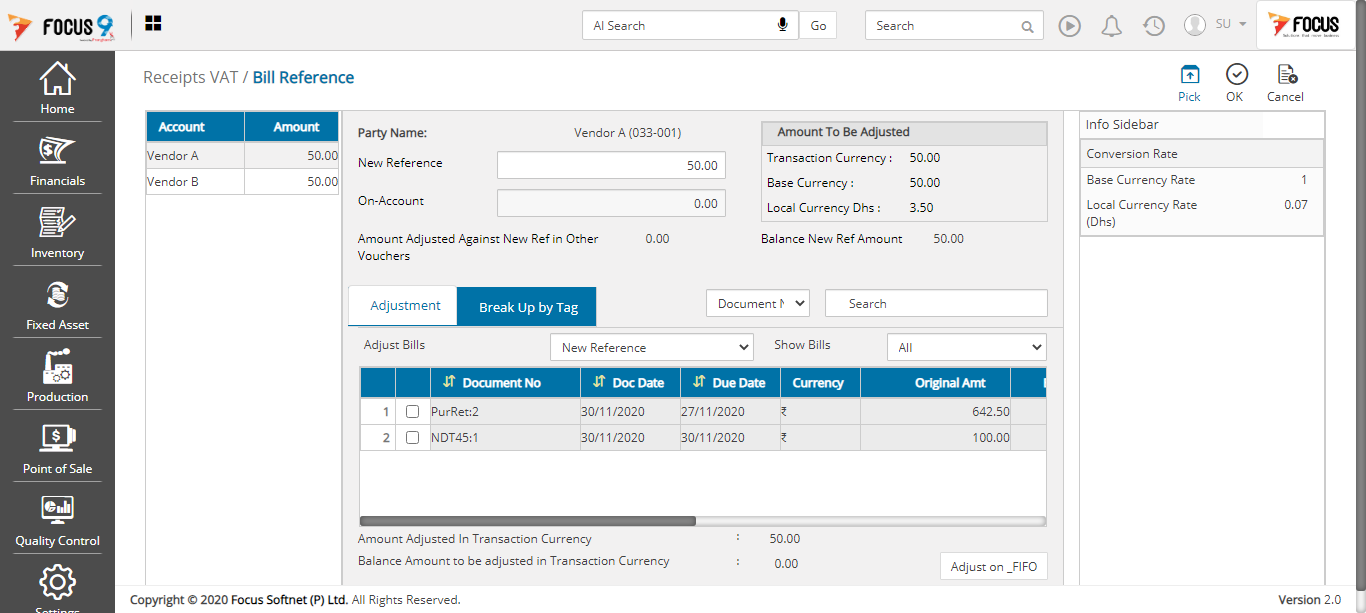 FOCUS 9
AI Search
Go
Search
SU
FOCUS
Home
Financials
Inventory
Fixed Asset
Production
Point of Sale
Quality Control
Settings
Receipts VAT / Bill Reference
Pick
OK
Cancel
Account Amount
Vendor A 50.00
Vendor B 50.00
Party Name: Vendor A (033-001)
New Reference 50.00
On-Account 0.00
Amount Adjusted Against New Ref in Other 0.00
Vouchers
Amount To Be Adjusted
Transaction Currency : 50.00
Base Currency : 50.00
Local Currency Dhs : 3.50
Balance New Ref Amount 50.00
Adjustment
Break Up by Tag
Document N
Search
Adjust Bills
New Reference
Show Bills
All
Document No Doc Date Due Date Currency Original Amt
1 PurRet:2 30/11/2020 27/11/2020 ₹ 642.50
2 NDT45:1 30/11/2020 30/11/2020 ₹ 100.00
Amount Adjusted In Transaction Currency : 50.00
Balance Amount to be adjusted in Transaction Currency : 0.00
Adjust on _FIFO
Info Sidebar
Conversion Rate
Base Currency Rate 1
Local Currency Rate 0.07
(Dhs)
Copyright © 2020 Focus Softnet (P) Ltd. All Rights Reserved.
Version 2.0